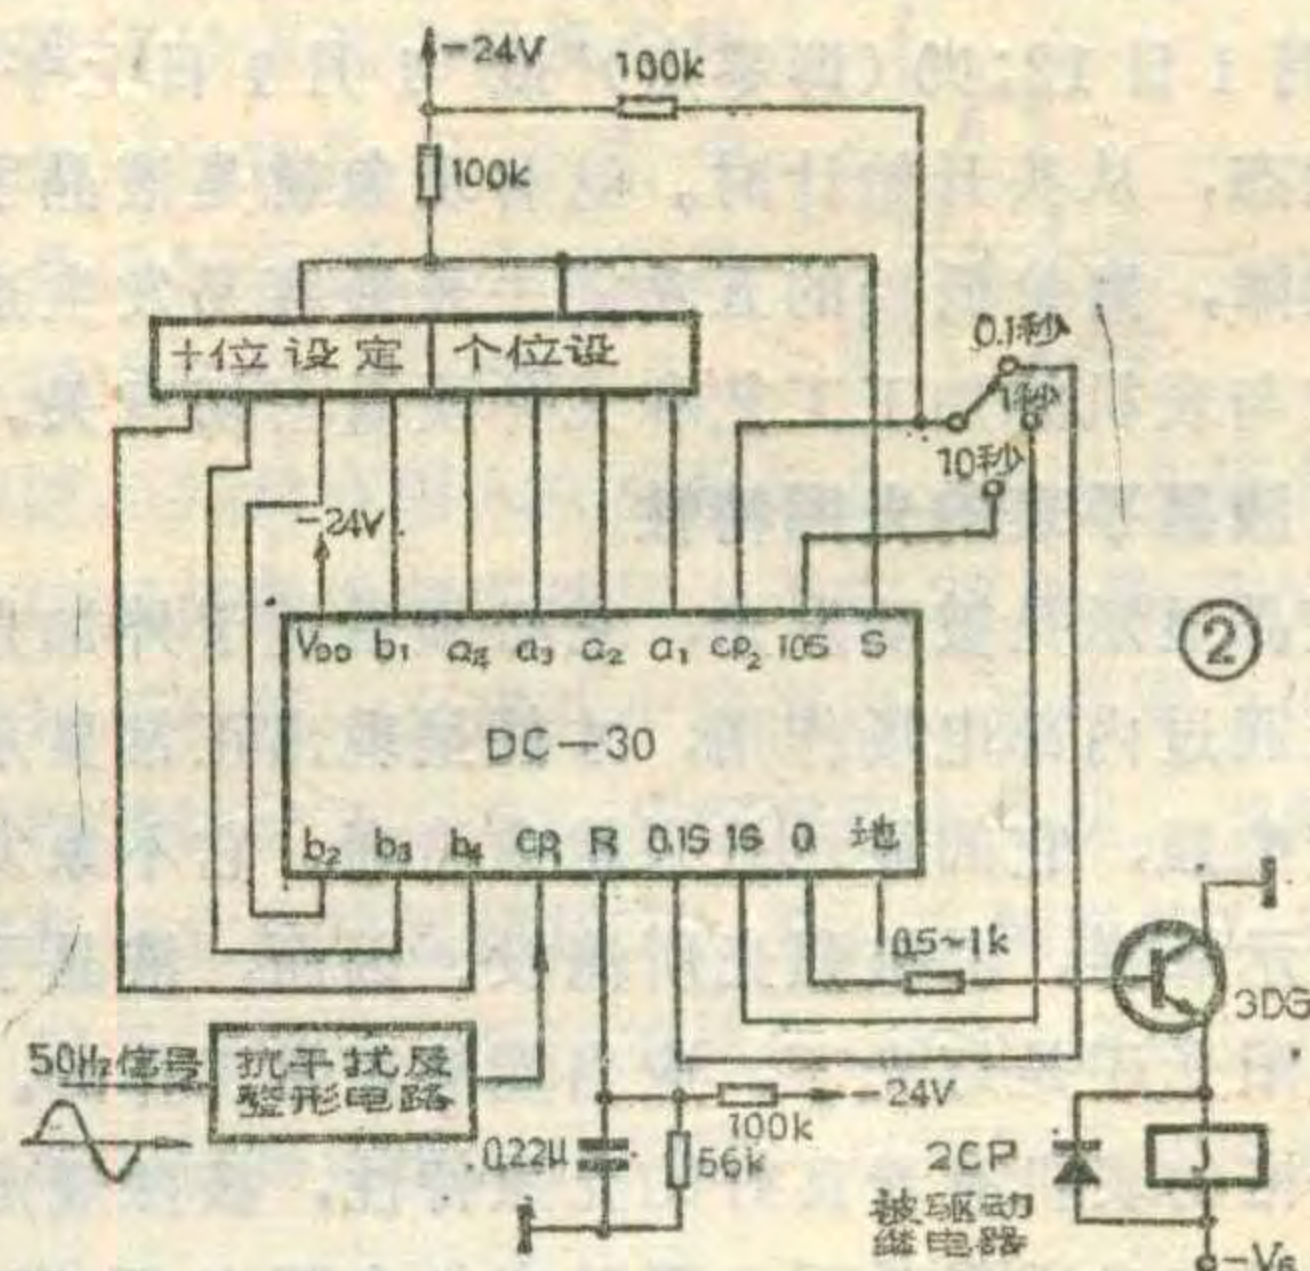 -24V
100k
100k
十位设定 个位设
0.1秒
1秒
10秒
-24V
②
VDD b1 a4 a3 a2 a1 cp2 10S S
DC-30
b2 b3 b4 cp1 R 0.1S 1S Q 地
0.5~1k
3DG
50Hz信号
抗干扰及
整形电路
-24V
100k
0.22μ
56k
2CP
J
被驱动
继电器